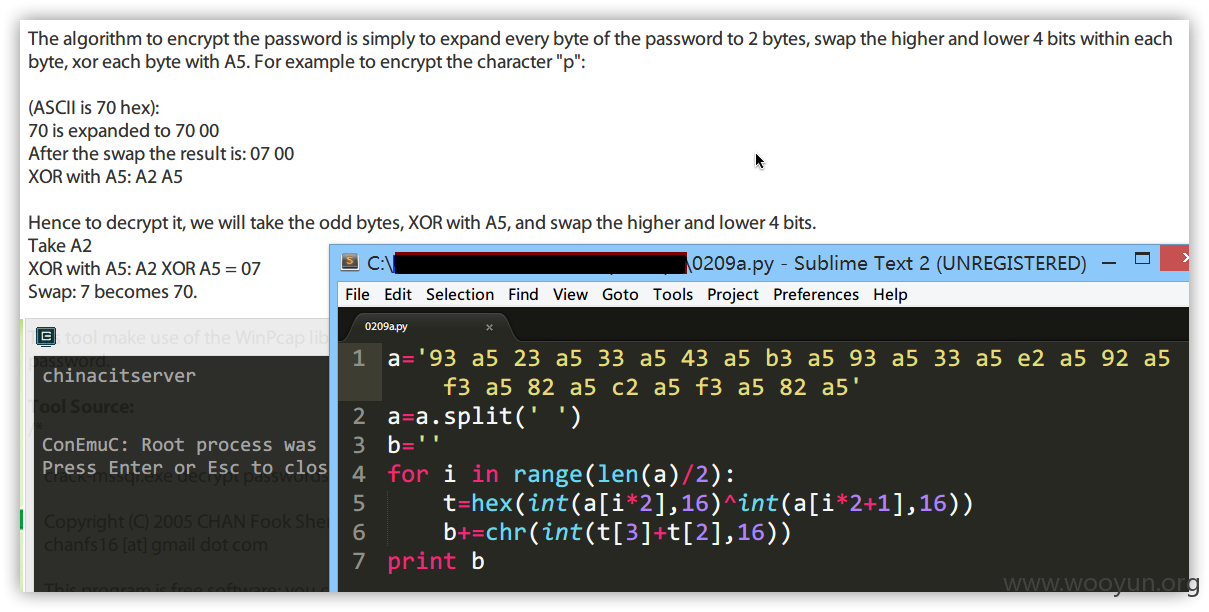 The algorithm to encrypt the password is simply to expand every byte of the password to 2 bytes, swap the higher and lower 4 bits within each
byte, xor each byte with A5. For example to encrypt the character "p":
(ASCII is 70 hex):
70 is expanded to 70 00
After the swap the result is: 07 00
XOR with A5: A2 A5
Hence to decrypt it, we will take the odd bytes, XOR with A5, and swap the higher and lower 4 bits.
Take A2
XOR with A5: A2 XOR A5 = 07
Swap: 7 becomes 70.
tool make use of the WinPcap lib
password.
chinacitserver
Tool Source:
/*
ConEmuC: Root process was
Press Enter or Esc to clos
crack-mssql.exe decrypt passwords
Copyright (C) 2005 CHAN Fook She
chanfs16 [at] gmail dot com
This program is free software; you
C:\ \0209a.py - Sublime Text 2 (UNREGISTERED)
File Edit Selection Find View Goto Tools Project Preferences Help
0209a.py
1 a='93 a5 23 a5 33 a5 43 a5 b3 a5 93 a5 33 a5 e2 a5 92 a5
f3 a5 82 a5 c2 a5 f3 a5 82 a5'
2 a=a.split(' ')
3 b=''
4 for i in range(len(a)/2):
5 t=hex(int(a[i*2],16)^int(a[i*2+1],16))
6 b+=chr(int(t[3]+t[2],16))
7 print b
www.wooyun.org